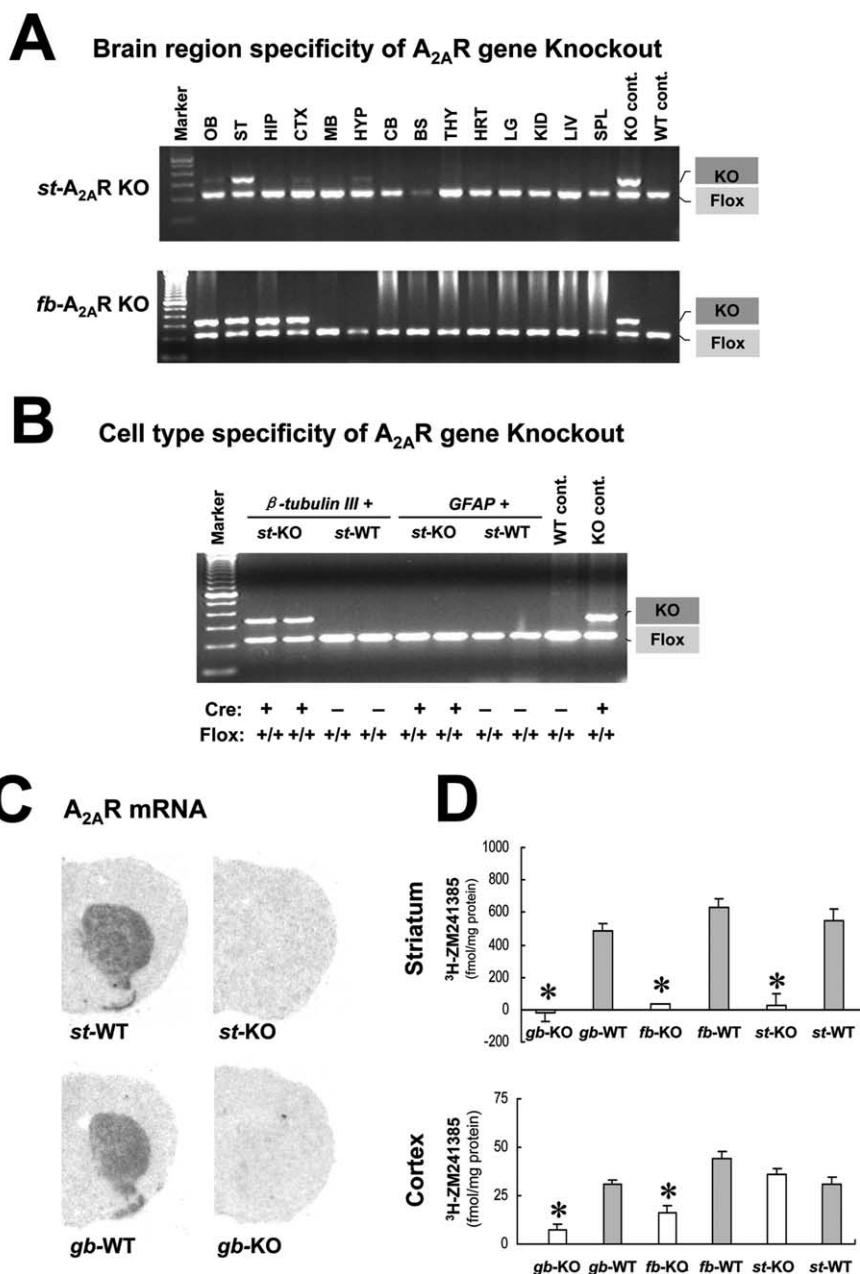 A Brain region specificity of A₂ₐR gene Knockout
Marker OB ST HIP CTX MB HYP CB BS THY HRT LG KID LIV SPL KO cont. WT cont.
st-A₂ₐR KO
KO
Flox
fb-A₂ₐR KO
KO
Flox
B Cell type specificity of A₂ₐR gene Knockout
Marker
β-tubulin III + GFAP +
st-KO st-WT st-KO st-WT
WT cont. KO cont.
KO
Flox
Cre: + + – – + + – – – +
Flox: +/+ +/+ +/+ +/+ +/+ +/+ +/+ +/+ +/+ +/+
C A₂ₐR mRNA
st-WT st-KO
gb-WT gb-KO
D
Striatum
³H-ZM241385
(fmol/mg protein)
1000
800
600
400
200
0
-200
* * *
gb-KO gb-WT fb-KO fb-WT st-KO st-WT
Cortex
³H-ZM241385
(fmol/mg protein)
75
50
25
0
* *
gb-KO gb-WT fb-KO fb-WT st-KO st-WT